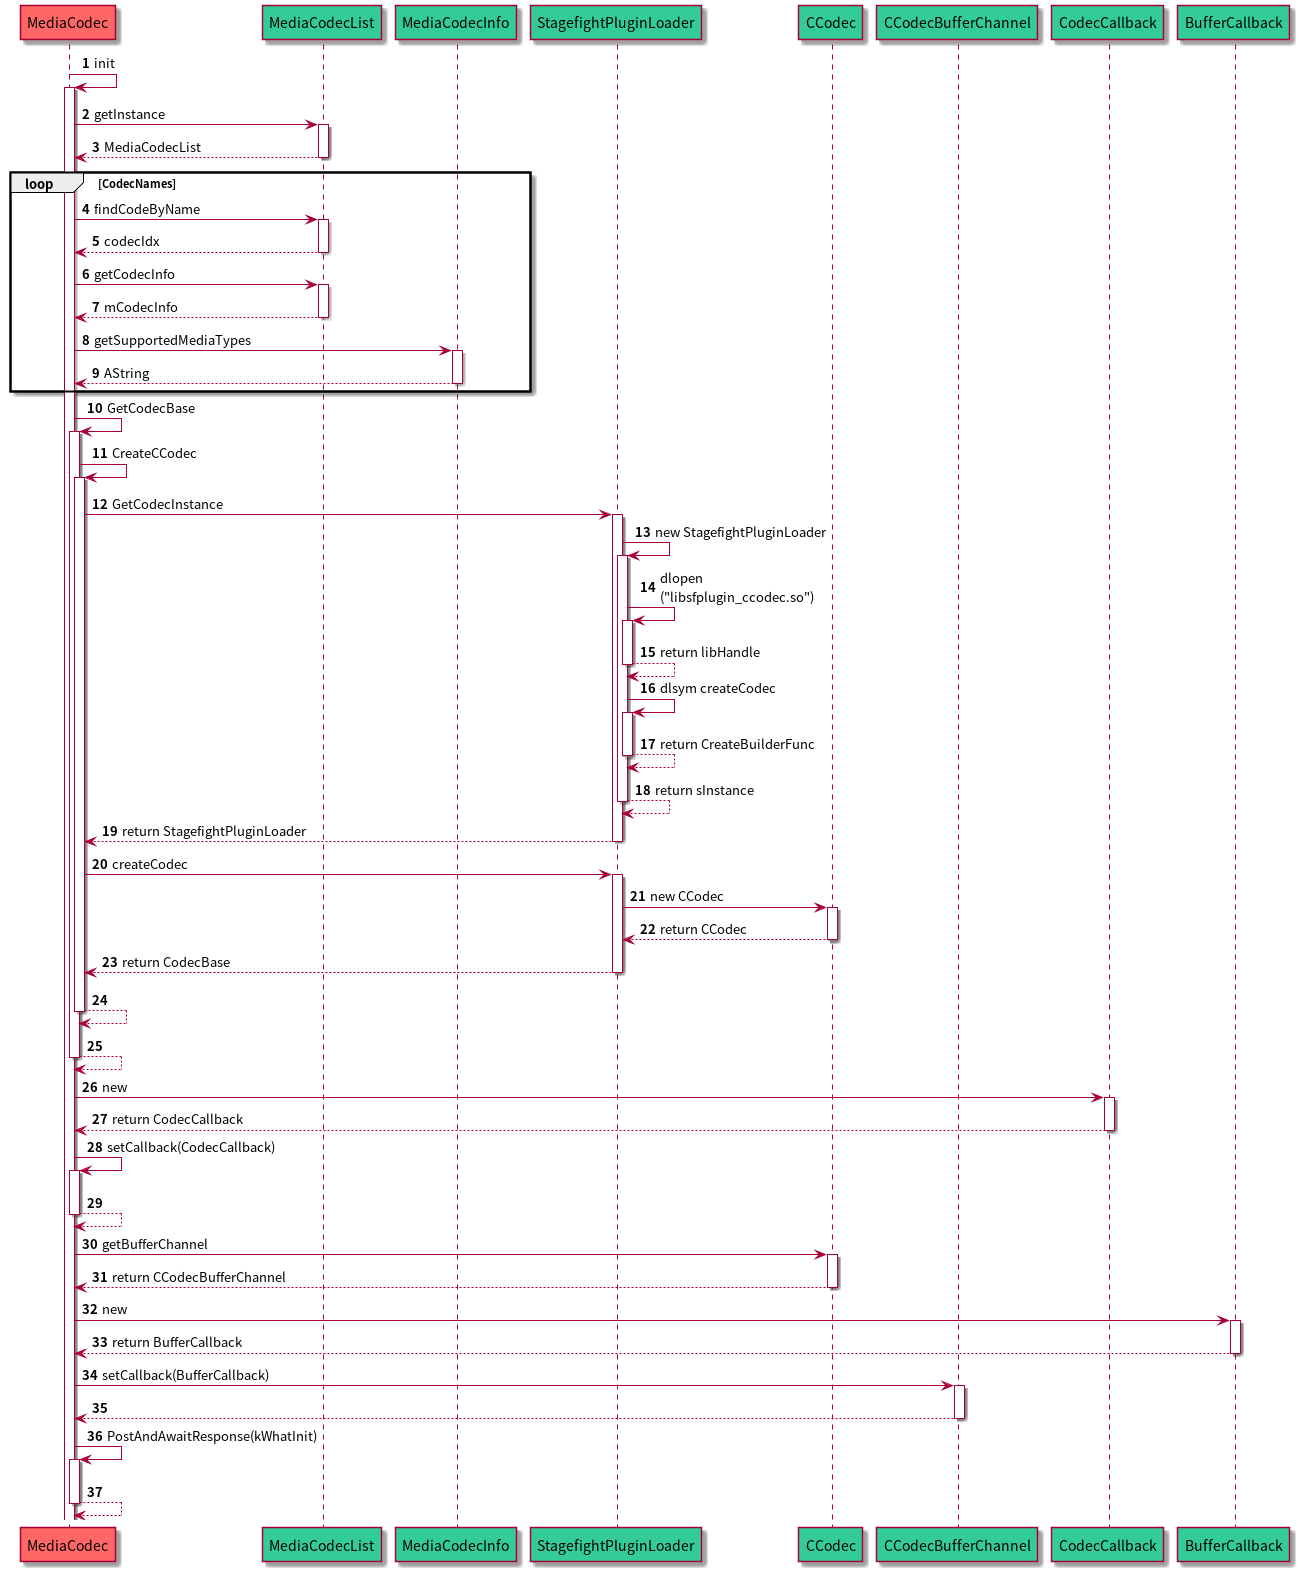 MediaCodec MediaCodecList MediaCodecInfo StagefightPluginLoader CCodec CCodecBufferChannel CodecCallback BufferCallback
1 init
2 getInstance
3 MediaCodecList
loop [CodecNames]
4 findCodeByName
5 codecIdx
6 getCodecInfo
7 mCodecInfo
8 getSupportedMediaTypes
9 AString
10 GetCodecBase
11 CreateCCodec
12 GetCodecInstance
13 new StagefightPluginLoader
14 dlopen
("libsfplugin_ccodec.so")
15 return libHandle
16 dlsym createCodec
17 return CreateBuilderFunc
18 return sInstance
19 return StagefightPluginLoader
20 createCodec
21 new CCodec
22 return CCodec
23 return CodecBase
24
25
26 new
27 return CodecCallback
28 setCallback(CodecCallback)
29
30 getBufferChannel
31 return CCodecBufferChannel
32 new
33 return BufferCallback
34 setCallback(BufferCallback)
35
36 PostAndAwaitResponse(kWhatInit)
37
MediaCodec MediaCodecList MediaCodecInfo StagefightPluginLoader CCodec CCodecBufferChannel CodecCallback BufferCallback